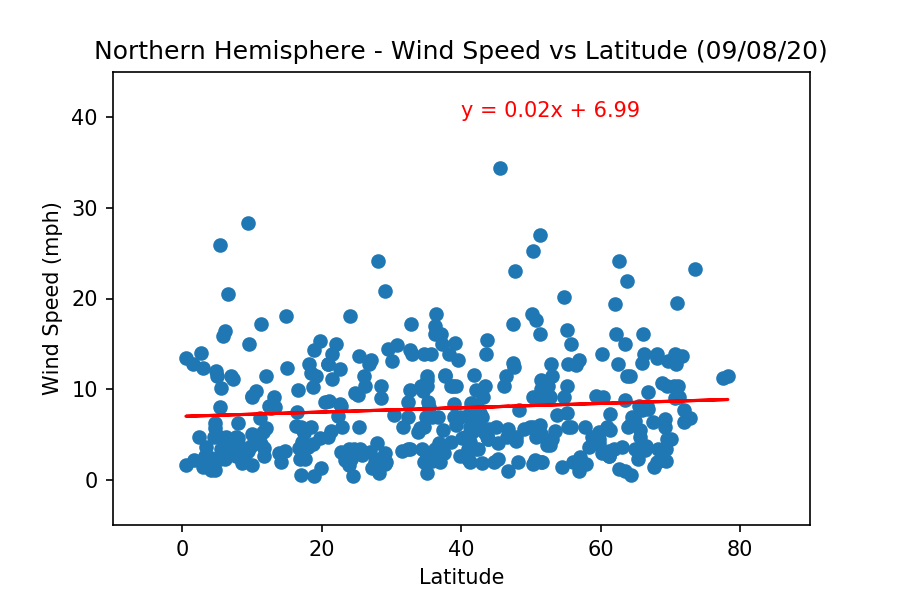 Northern Hemisphere - Wind Speed vs Latitude (09/08/20)
y = 0.02x + 6.99
40
30
20
10
0
Wind Speed (mph)
0 20 40 60 80
Latitude